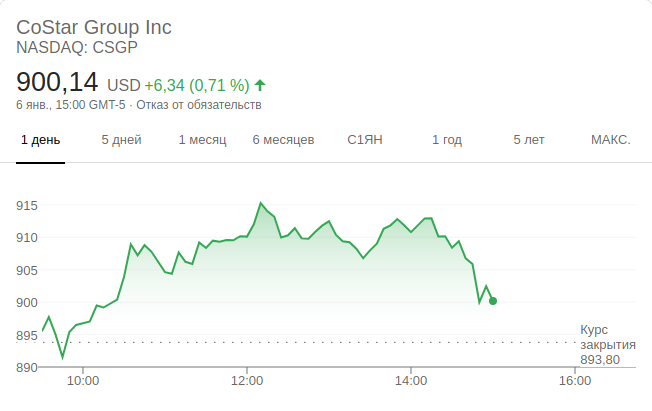 CoStar Group Inc
NASDAQ: CSGP
900,14 USD +6,34 (0,71 %)
6 янв., 15:00 GMT-5 · Отказ от обязательств
1 день 5 дней 1 месяц 6 месяцев С1ЯН 1 год 5 лет МАКС.
915
910
905
900
895
890
Курс
закрытия
893,80
10:00 12:00 14:00 16:00